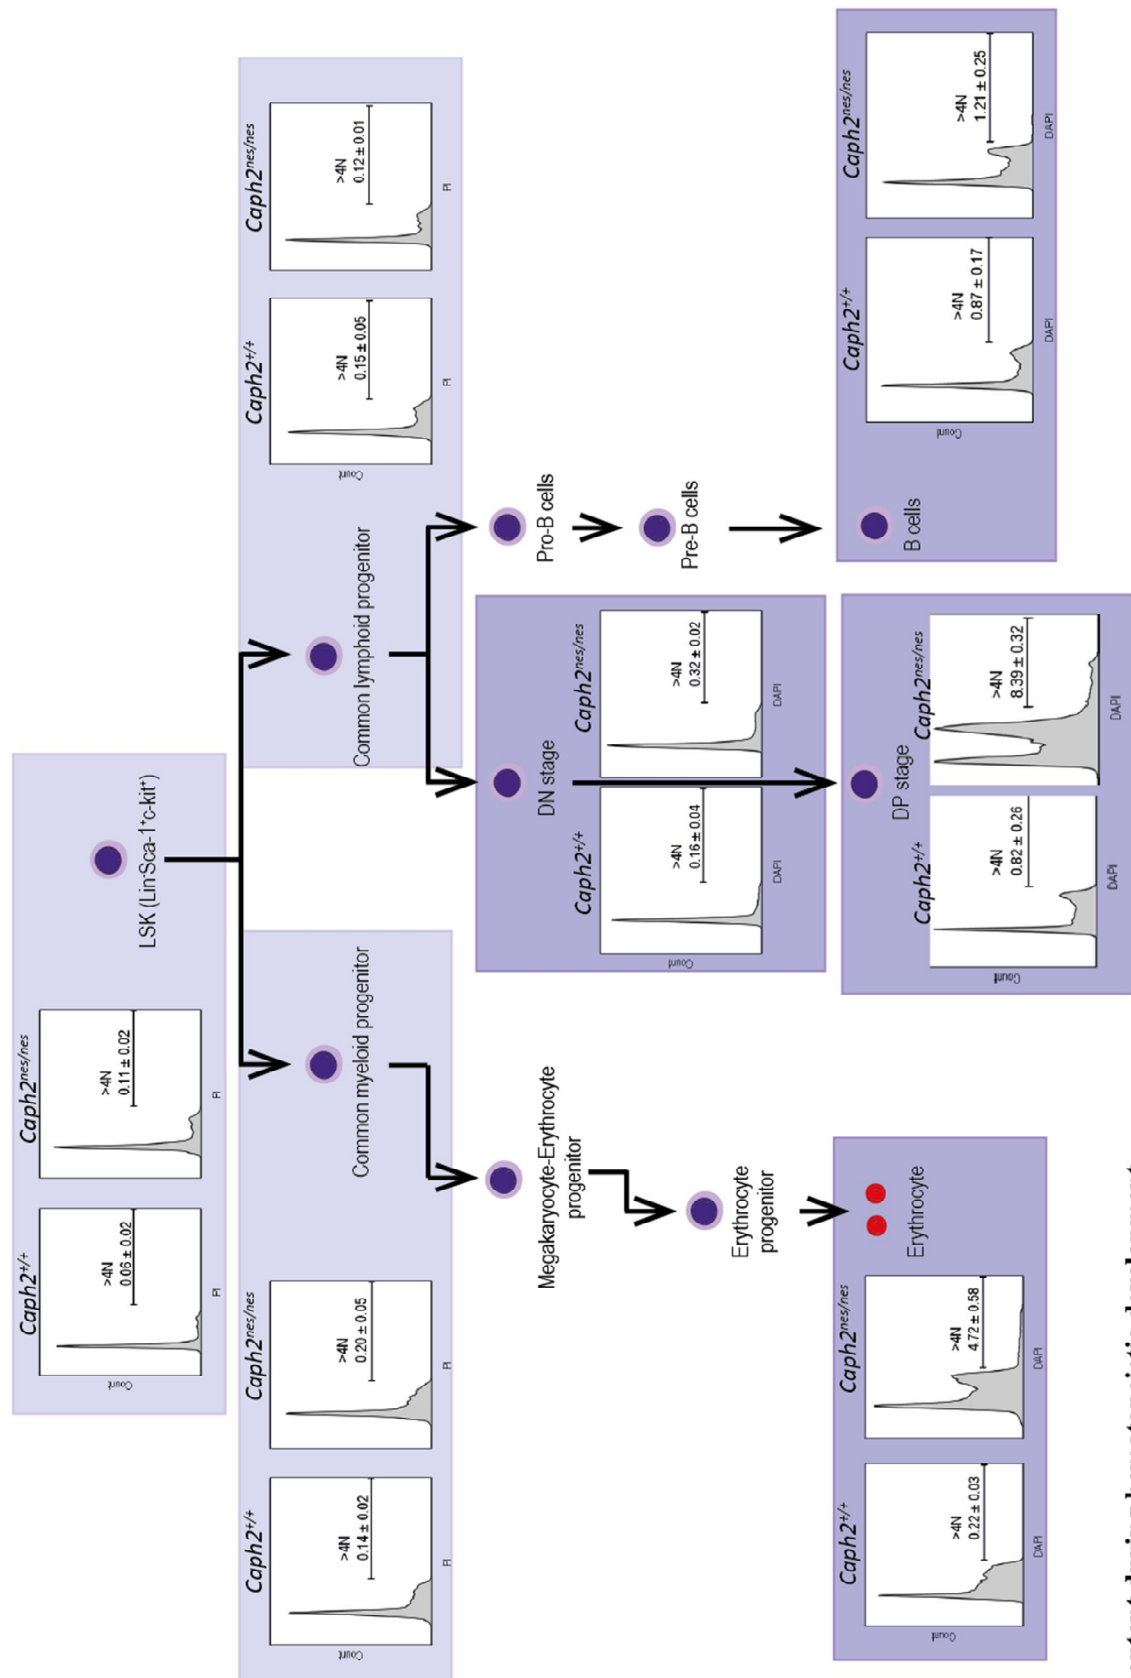 Caph2+/+
Caph2nes/nes
Count
>4N
0.06 ± 0.02
PI
>4N
0.11 ± 0.02
PI
LSK (Lin-Sca-1+c-kit+)
Caph2+/+
Caph2nes/nes
Count
>4N
0.14 ± 0.02
PI
>4N
0.20 ± 0.05
PI
Common myeloid progenitor
Common lymphoid progenitor
Caph2+/+
Caph2nes/nes
Count
>4N
0.15 ± 0.05
PI
>4N
0.12 ± 0.01
PI
Megakaryocyte-Erythrocyte
progenitor
Erythrocyte
progenitor
DN stage
Caph2+/+
Caph2nes/nes
Count
>4N
0.16 ± 0.04
DAPI
>4N
0.32 ± 0.02
DAPI
Pro-B cells
Pre-B cells
Caph2+/+
Caph2nes/nes
Count
>4N
0.22 ± 0.03
DAPI
>4N
4.72 ± 0.58
DAPI
Erythrocyte
DP stage
Caph2+/+
Caph2nes/nes
Count
>4N
0.82 ± 0.26
DAPI
>4N
8.39 ± 0.32
DAPI
B cells
Caph2+/+
Caph2nes/nes
Count
>4N
0.87 ± 0.17
DAPI
>4N
1.21 ± 0.25
DAPI
during hematopoietic development